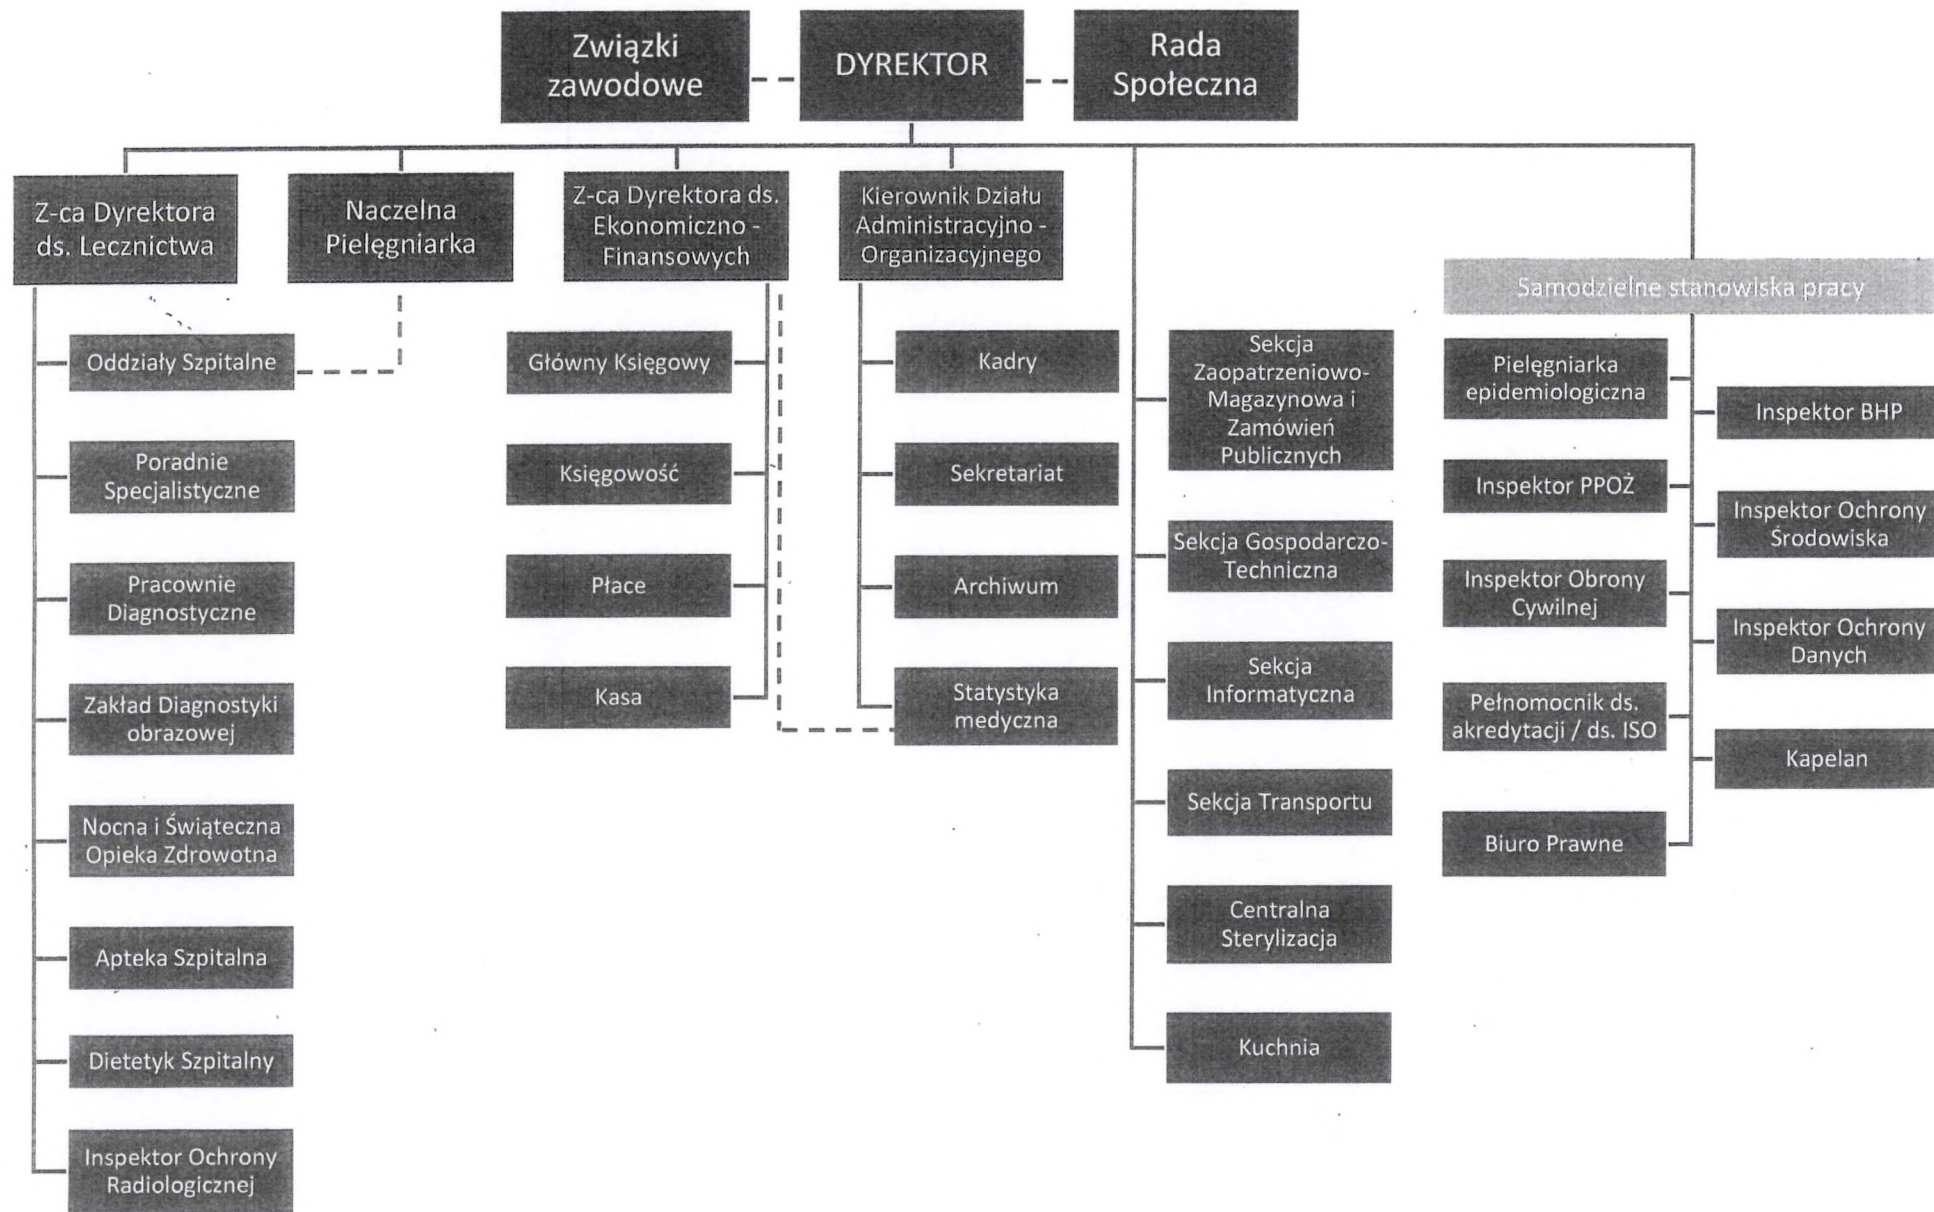 Związki
zawodowe
DYREKTOR
Rada
Społeczna
Z-ca Dyrektora
ds. Lecznictwa
Naczelna
Pielęgniarka
Z-ca Dyrektora ds.
Ekonomiczno -
Finansowych
Kierownik Działu
Administracyjno -
Organizacyjnego
Oddziały Szpitalne
Poradnie
Specjalistyczne
Pracownie
Diagnostyczne
Zakład Diagnostyki
obrazowej
Nocna i Świąteczna
Opieka Zdrowotna
Apteka Szpitalna
Dietetyk Szpitalny
Inspektor Ochrony
Radiologicznej
Główny Księgowy
Księgowość
Płace
Kasa
Kadry
Sekretariat
Archiwum
Statystyka
medyczna
Sekcja
Zaopatrzeniowo-
Magazynowa i
Zamówień
Publicznych
Sekcja Gospodarczo-
Techniczna
Sekcja
Informatyczna
Sekcja Transportu
Centralna
Sterylizacja
Kuchnia
Samodzielne stanowiska pracy
Pielęgniarka
epidemiologiczna
Inspektor PPOŻ
Inspektor Obrony
Cywilnej
Pełnomocnik ds.
akredytacji / ds. ISO
Biuro Prawne
Inspektor BHP
Inspektor Ochrony
Środowiska
Inspektor Ochrony
Danych
Kapelan